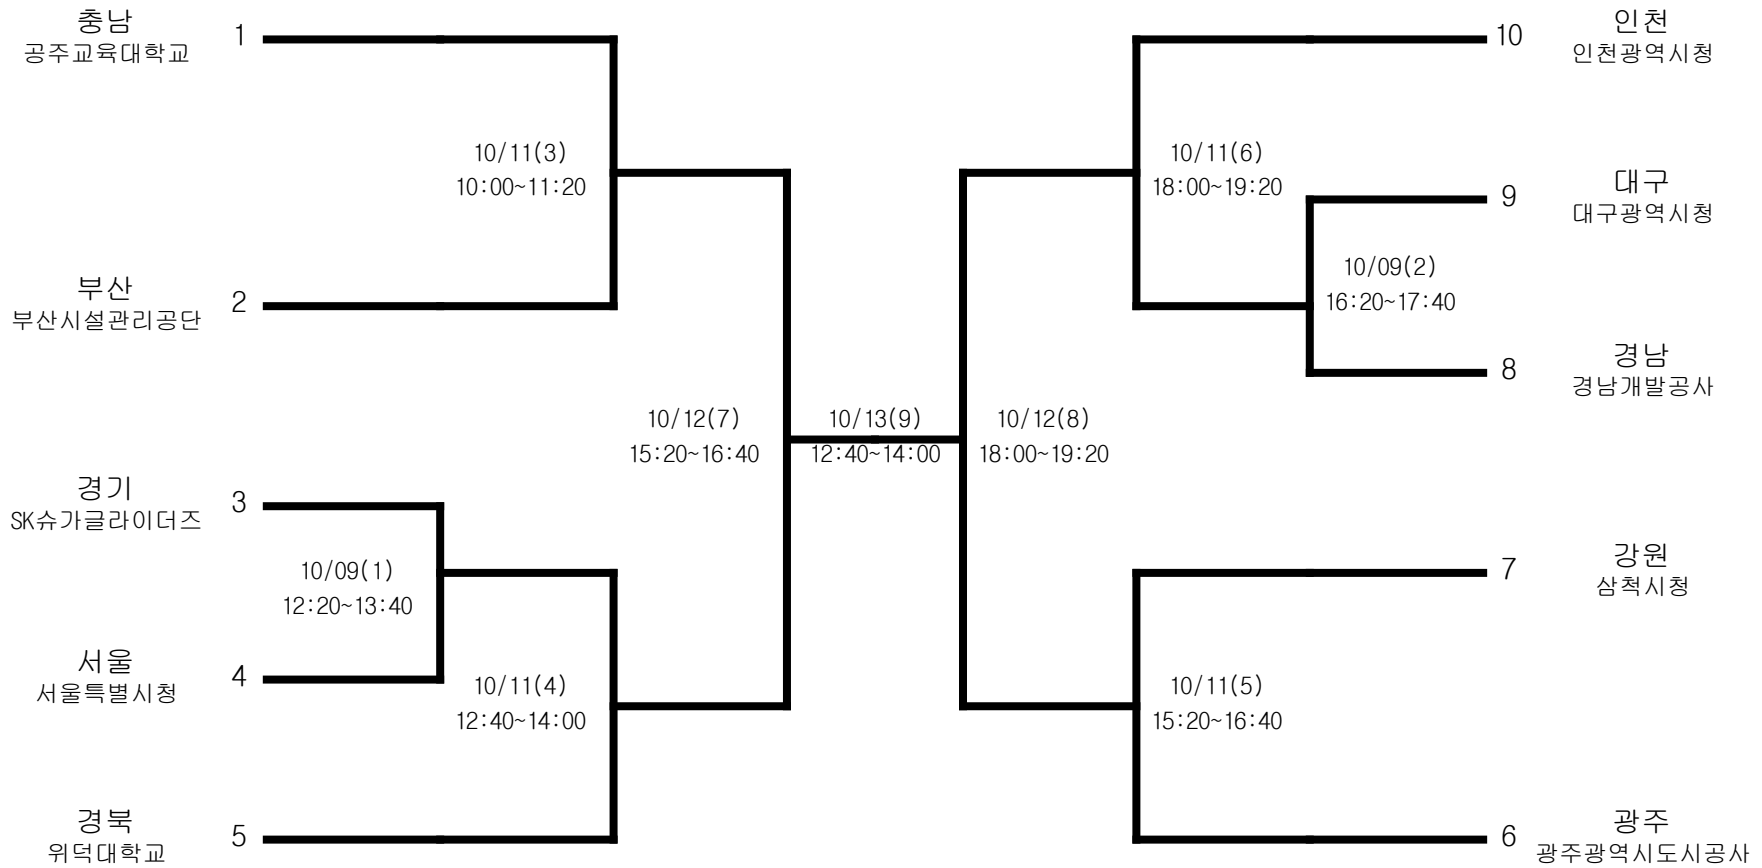 충남
공주교육대학교
1
10/11(3)
10:00~11:20
부산
부산시설관리공단
2
10/12(7)
15:20~16:40
경기
SK슈가글라이더즈
3
10/09(1)
12:20~13:40
서울
서울특별시청
4
10/11(4)
12:40~14:00
경북
위덕대학교
5
10/13(9)
12:40~14:00
10
인천
인천광역시청
10/11(6)
18:00~19:20
9
대구
대구광역시청
10/09(2)
16:20~17:40
8
경남
경남개발공사
10/12(8)
18:00~19:20
7
강원
삼척시청
10/11(5)
15:20~16:40
6
광주
광주광역시도시공사